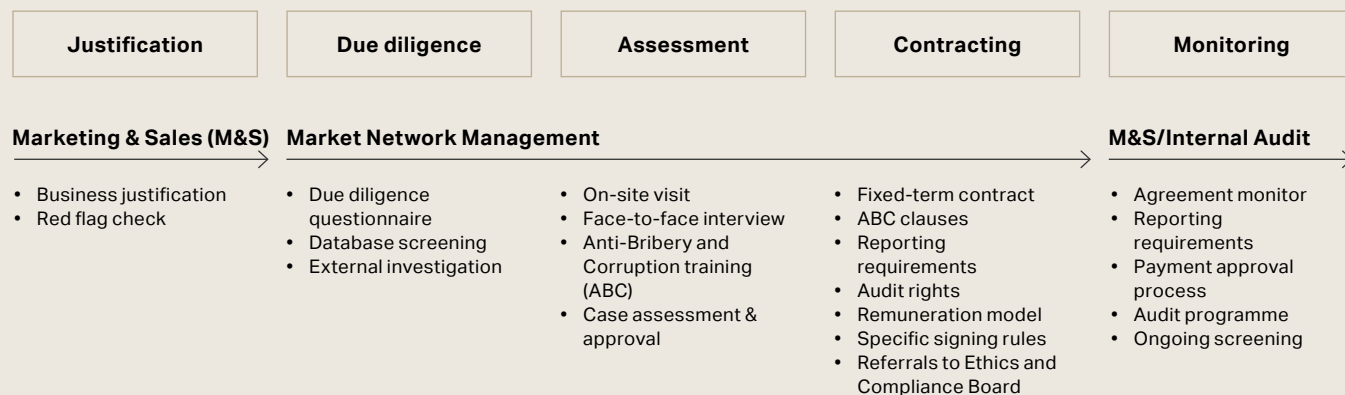 Justification
Due diligence
Assessment
Contracting
Monitoring
Marketing & Sales (M&S)
Market Network Management
M&S/Internal Audit
• Business justification
• Red flag check
• Due diligence
questionnaire
• Database screening
• External investigation
• On-site visit
• Face-to-face interview
• Anti-Bribery and
Corruption training
(ABC)
• Case assessment &
approval
• Fixed-term contract
• ABC clauses
• Reporting
requirements
• Audit rights
• Remuneration model
• Specific signing rules
• Referrals to Ethics and
Compliance Board
• Agreement monitor
• Reporting
requirements
• Payment approval
process
• Audit programme
• Ongoing screening